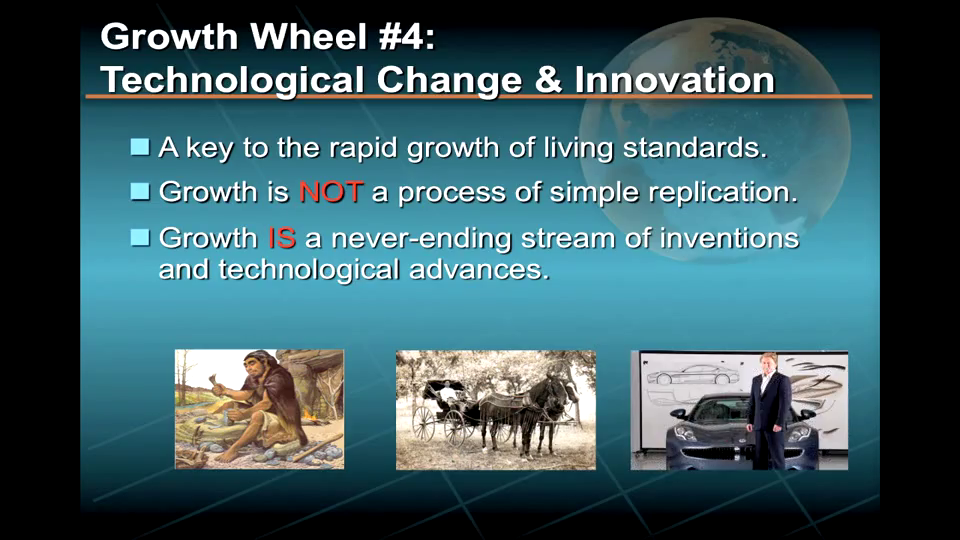 Growth Wheel #4:
Technological Change & Innovation
A key to the rapid growth of living standards.
Growth is NOT a process of simple replication.
Growth IS a never-ending stream of inventions
and technological advances.